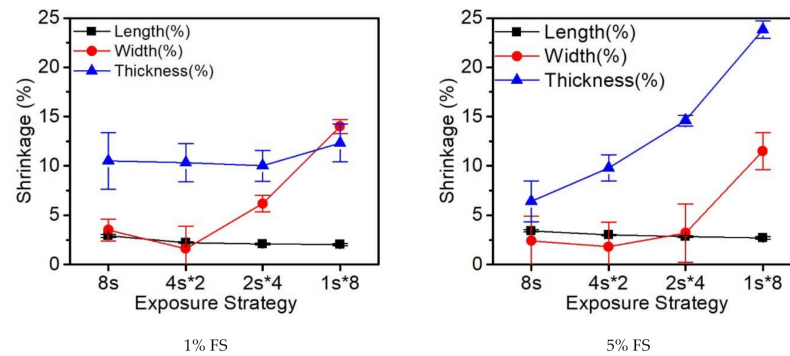 25
20
15
10
5
0
Shrinkage (%)
Length(%)
Width(%)
Thickness(%)
8s 4s*2 2s*4 1s*8
Exposure Strategy
1% FS
25
20
15
10
5
0
Shrinkage (%)
Length(%)
Width(%)
Thickness(%)
8s 4s*2 2s*4 1s*8
Exposure Strategy
5% FS